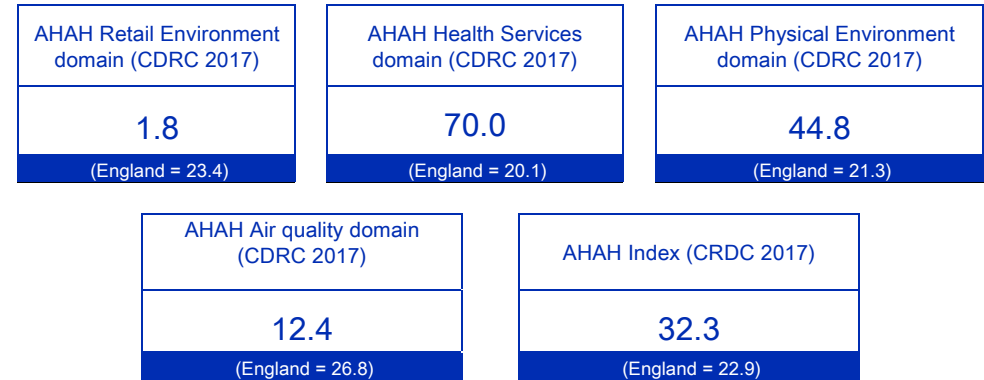 AHAH Retail Environment
domain (CDRC 2017)
1.8
(England = 23.4)
AHAH Health Services
domain (CDRC 2017)
70.0
(England = 20.1)
AHAH Physical Environment
domain (CDRC 2017)
44.8
(England = 21.3)
AHAH Air quality domain
(CDRC 2017)
12.4
(England = 26.8)
AHAH Index (CRDC 2017)
32.3
(England = 22.9)